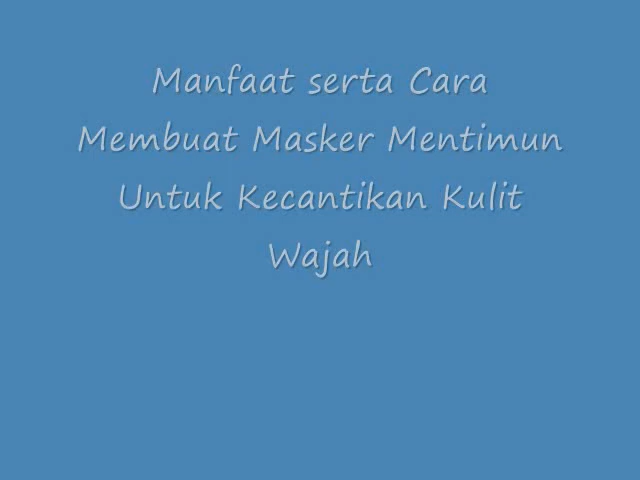 Manfaat serta Cara
Membuat Masker Mentimun
Untuk Kecantikan Kulit
Wajah